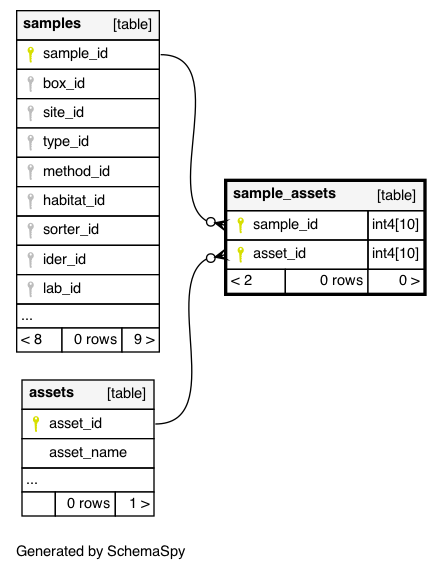 samples [table]
sample_id
box_id
site_id
type_id
method_id
habitat_id
sorter_id
ider_id
lab_id
...
< 8 0 rows 9 >
sample_assets [table]
sample_id int4[10]
asset_id int4[10]
< 2 0 rows 0 >
assets [table]
asset_id
asset_name
...
0 rows 1 >
Generated by SchemaSpy